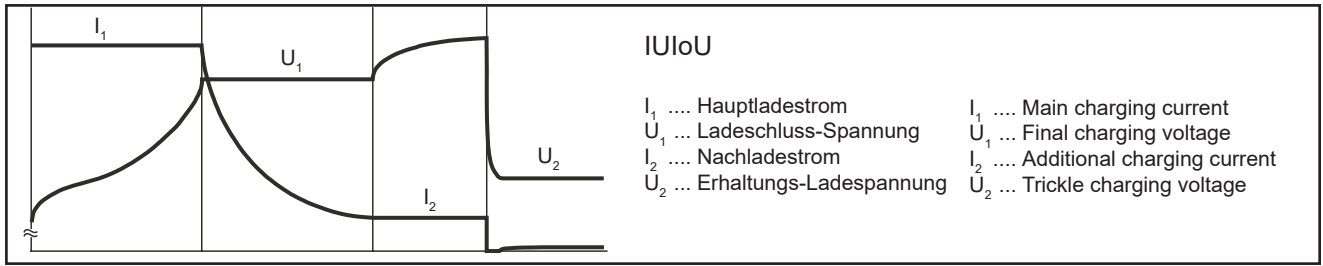 I₁
U₁
I₂
U₂
IUIoU
I₁ .... Hauptladestrom
U₁ ... Ladeschluss-Spannung
I₂ .... Nachladestrom
U₂ ... Erhaltungs-Ladespannung
I₁ .... Main charging current
U₁ ... Final charging voltage
I₂ .... Additional charging current
U₂ ... Trickle charging voltage